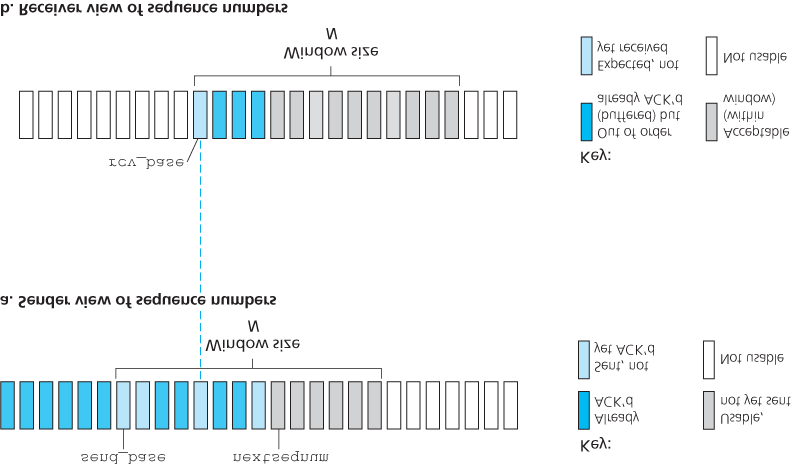 send_base
nextseqnum
Window size
N
Key:
Already
ACK'd
Sent, not
yet ACK'd
Usable,
not yet sent
Not usable
a. Sender view of sequence numbers
rcv_base
Window size
N
Key:
Out of order
(buffered) but
already ACK'd
Expected, not
yet received
Acceptable
(within
window)
Not usable
b. Receiver view of sequence numbers